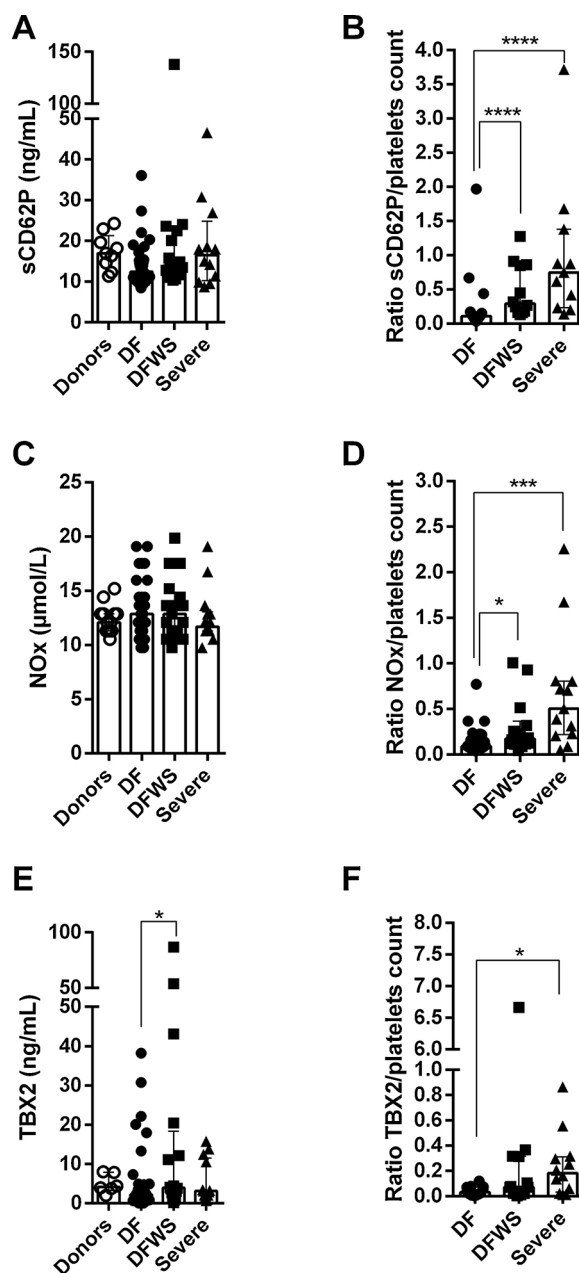 A
sCD62P (ng/mL)
150
100
50
40
30
20
10
0
Donors
DF
DFWS
Severe
B
Ratio sCD62P/platelets count
4.0
3.5
3.0
2.5
2.0
1.5
1.0
0.5
0.0
****
****
DF
DFWS
Severe
C
NOx (µmol/L)
25
20
15
10
5
0
Donors
DF
DFWS
Severe
D
Ratio NOx/platelets count
3.0
2.5
2.0
1.5
1.0
0.5
0.0
***
*
DF
DFWS
Severe
E
TBX2 (ng/mL)
100
75
50
40
30
20
10
0
*
Donors
DF
DFWS
Severe
F
Ratio TBX2/platelets count
8.0
7.5
7.0
6.5
6.0
1.0
0.8
0.6
0.4
0.2
0.0
*
DF
DFWS
Severe